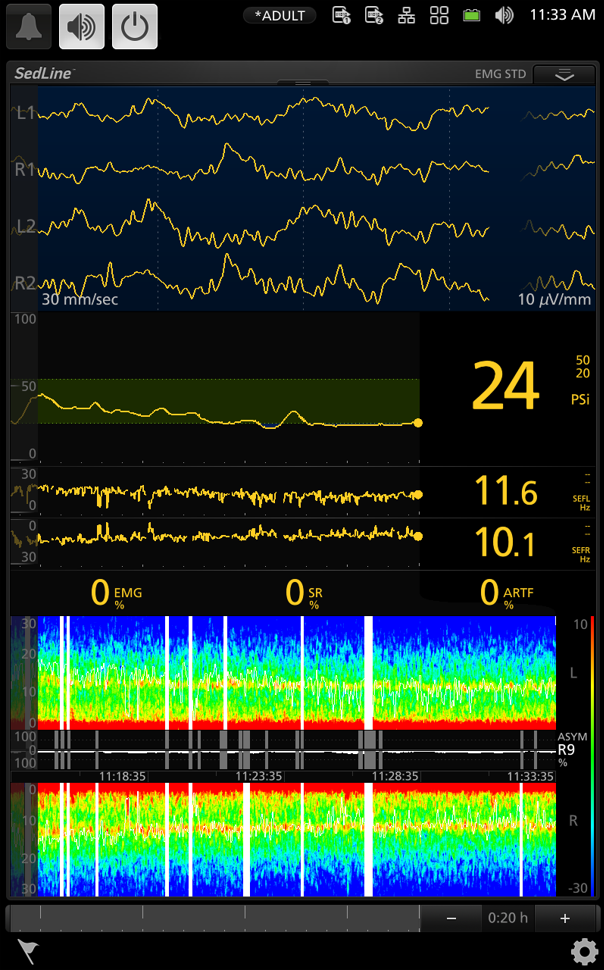 *ADULT 1 2 11:33 AM
SedLine™ EMG STD
L1
R1
L2
R2
30 mm/sec 10 µV/mm
100
50
0
24
50
20
PSi
30
0
11.6
--
--
SEFL
Hz
0
30
10.1
--
--
SEFR
Hz
0 EMG % 0 SR % 0 ARTF %
30
20
10
0
10
L
100
0
100
ASYM
R9
%
11:18:35 11:23:35 11:28:35 11:33:35
0
10
20
30
R
-30
− 0:20 h +